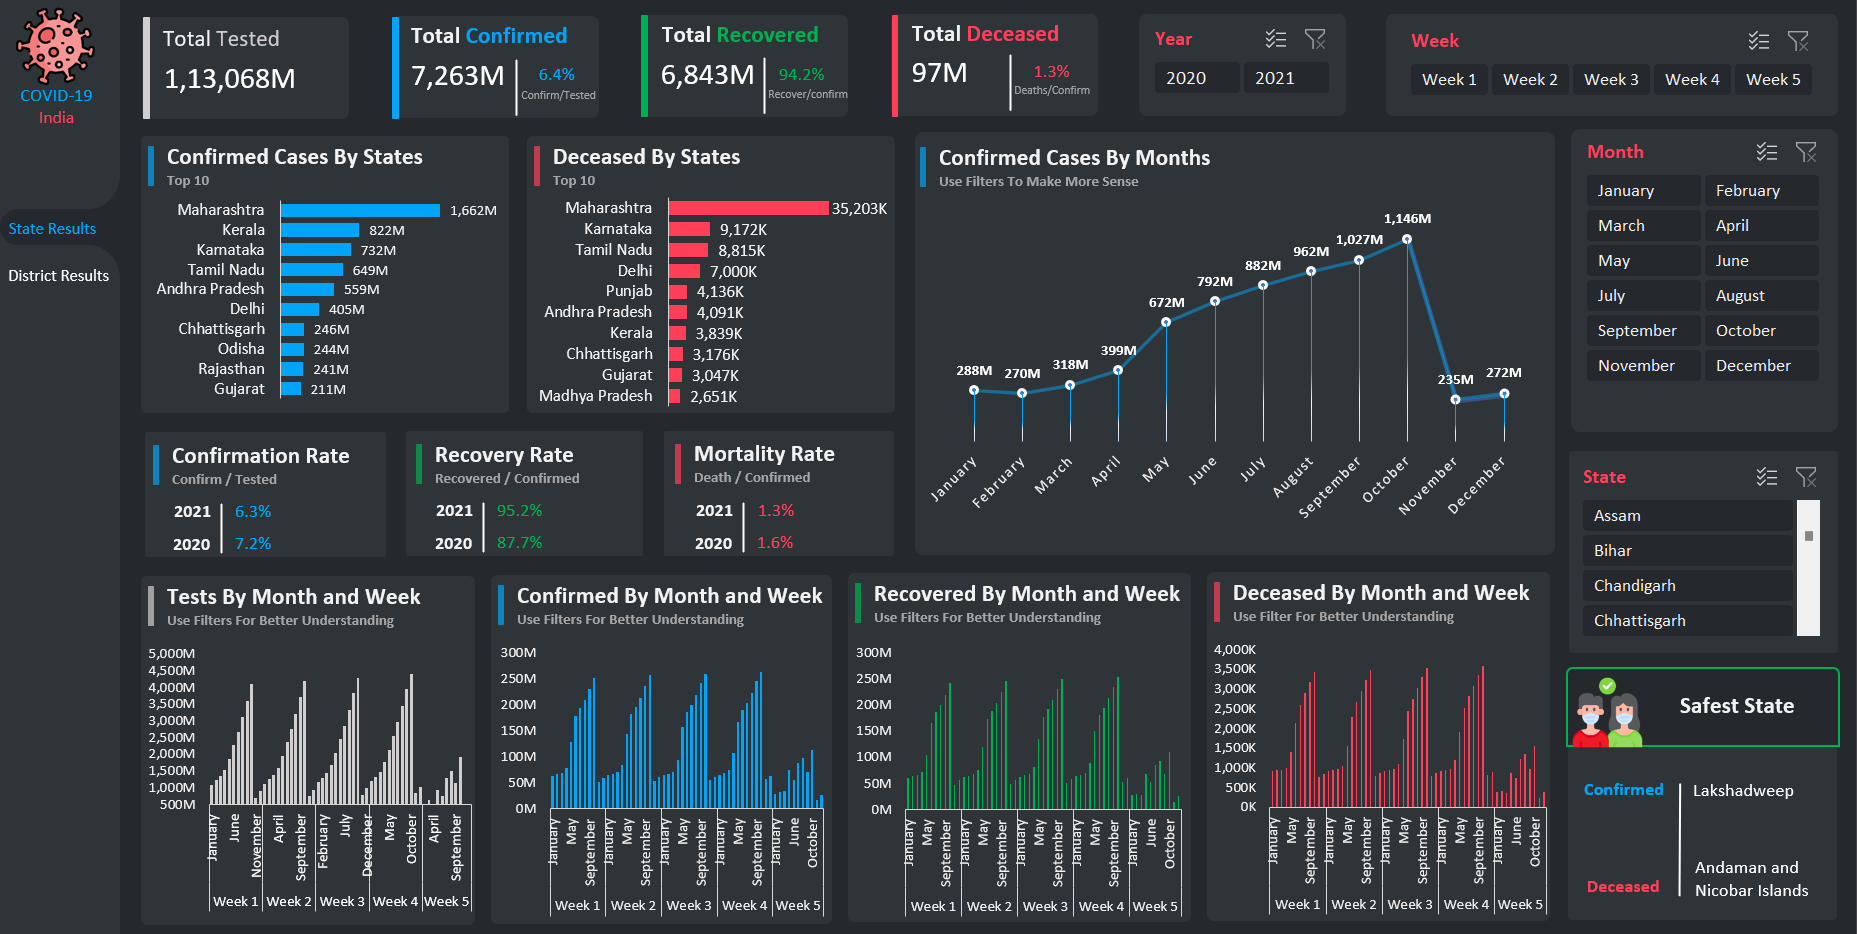 COVID-19
India
State Results
District Results
Total Tested
1,13,068M
Total Confirmed
7,263M
6.4%
Confirm/Tested
Total Recovered
6,843M
94.2%
Recover/confirm
Total Deceased
97M
1.3%
Deaths/Confirm
Year
2020 2021
Week
Week 1 Week 2 Week 3 Week 4 Week 5
Confirmed Cases By States
Top 10
Maharashtra 1,662M
Kerala 822M
Karnataka 732M
Tamil Nadu 649M
Andhra Pradesh 559M
Delhi 405M
Chhattisgarh 246M
Odisha 244M
Rajasthan 241M
Gujarat 211M
Deceased By States
Top 10
Maharashtra 35,203K
Karnataka 9,172K
Tamil Nadu 8,815K
Delhi 7,000K
Punjab 4,136K
Andhra Pradesh 4,091K
Kerala 3,839K
Chhattisgarh 3,176K
Gujarat 3,047K
Madhya Pradesh 2,651K
Confirmed Cases By Months
Use Filters To Make More Sense
288M 270M 318M 399M 672M 792M 882M 962M 1,027M 1,146M 235M 272M
January February March April May June July August September October November December
Month
January February
March April
May June
July August
September October
November December
Confirmation Rate
Confirm / Tested
2021 6.3%
2020 7.2%
Recovery Rate
Recovered / Confirmed
2021 95.2%
2020 87.7%
Mortality Rate
Death / Confirmed
2021 1.3%
2020 1.6%
State
Assam
Bihar
Chandigarh
Chhattisgarh
Tests By Month and Week
Use Filters For Better Understanding
5,000M
4,500M
4,000M
3,500M
3,000M
2,500M
2,000M
1,500M
1,000M
500M
January June November April September February July December May October April September
Week 1 Week 2 Week 3 Week 4 Week 5
Confirmed By Month and Week
Use Filters For Better Understanding
300M
250M
200M
150M
100M
50M
0M
January May September January May September January May September January May September January June October
Week 1 Week 2 Week 3 Week 4 Week 5
Recovered By Month and Week
Use Filters For Better Understanding
300M
250M
200M
150M
100M
50M
0M
January May September January May September January May September January May September January June October
Week 1 Week 2 Week 3 Week 4 Week 5
Deceased By Month and Week
Use Filter For Better Understanding
4,000K
3,500K
3,000K
2,500K
2,000K
1,500K
1,000K
500K
0K
January May September January May September January May September January May September January June October
Week 1 Week 2 Week 3 Week 4 Week 5
Safest State
Confirmed Lakshadweep
Deceased Andaman and
Nicobar Islands